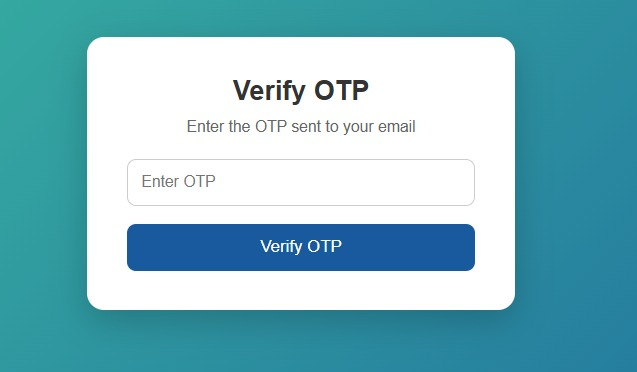 Verify OTP
Enter the OTP sent to your email
Enter OTP
Verify OTP